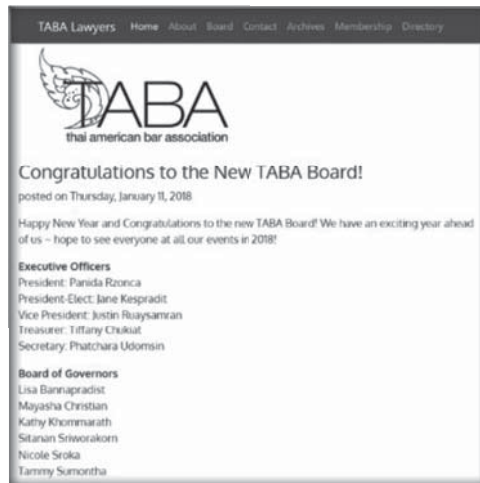 TABA Lawyers Home About Board Contact Archives Membership Directory
TABA
thai american bar association
Congratulations to the New TABA Board!
posted on Thursday, January 11, 2018
Happy New Year and Congratulations to the new TABA Board! We have an exciting year ahead
of us – hope to see everyone at all our events in 2018!
Executive Officers
President: Panida Rzonca
President-Elect: Jane Kespradit
Vice President: Justin Ruaysamran
Treasurer: Tiffany Chukiat
Secretary: Phatchara Udomsin
Board of Governors
Lisa Bannapradist
Mayasha Christian
Kathy Khommarath
Sitanan Sriworakorn
Nicole Sroka
Tammy Sumontha